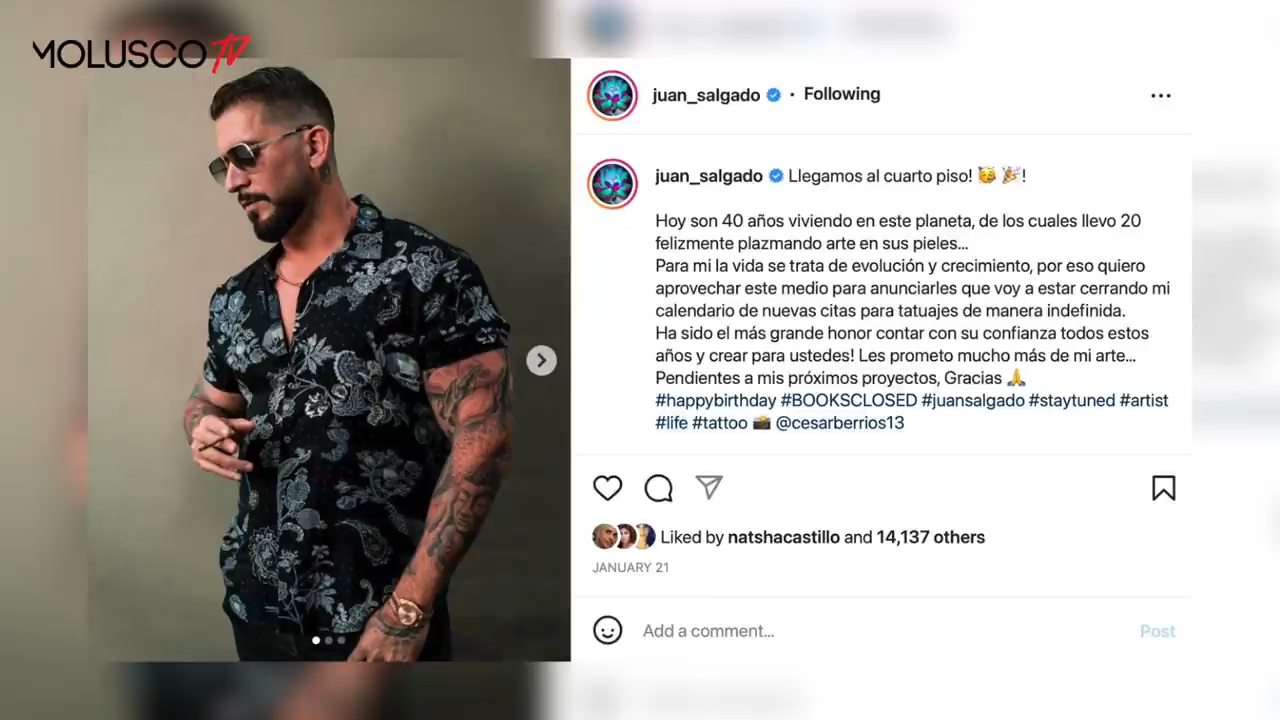 MOLUSCO TV
juan_salgado • Following
juan_salgado Llegamos al cuarto piso! 🥳 🎉!
Hoy son 40 años viviendo en este planeta, de los cuales llevo 20
felizmente plazmando arte en sus pieles...
Para mi la vida se trata de evolución y crecimiento, por eso quiero
aprovechar este medio para anunciarles que voy a estar cerrando mi
calendario de nuevas citas para tatuajes de manera indefinida.
Ha sido el más grande honor contar con su confianza todos estos
años y crear para ustedes! Les prometo mucho más de mi arte...
Pendientes a mis próximos proyectos, Gracias 🙏
#happybirthday #BOOKSCLOSED #juansalgado #staytuned #artist
#life #tattoo 📸 @cesarberrios13
Liked by natshacastillo and 14,137 others
JANUARY 21
Add a comment...
Post